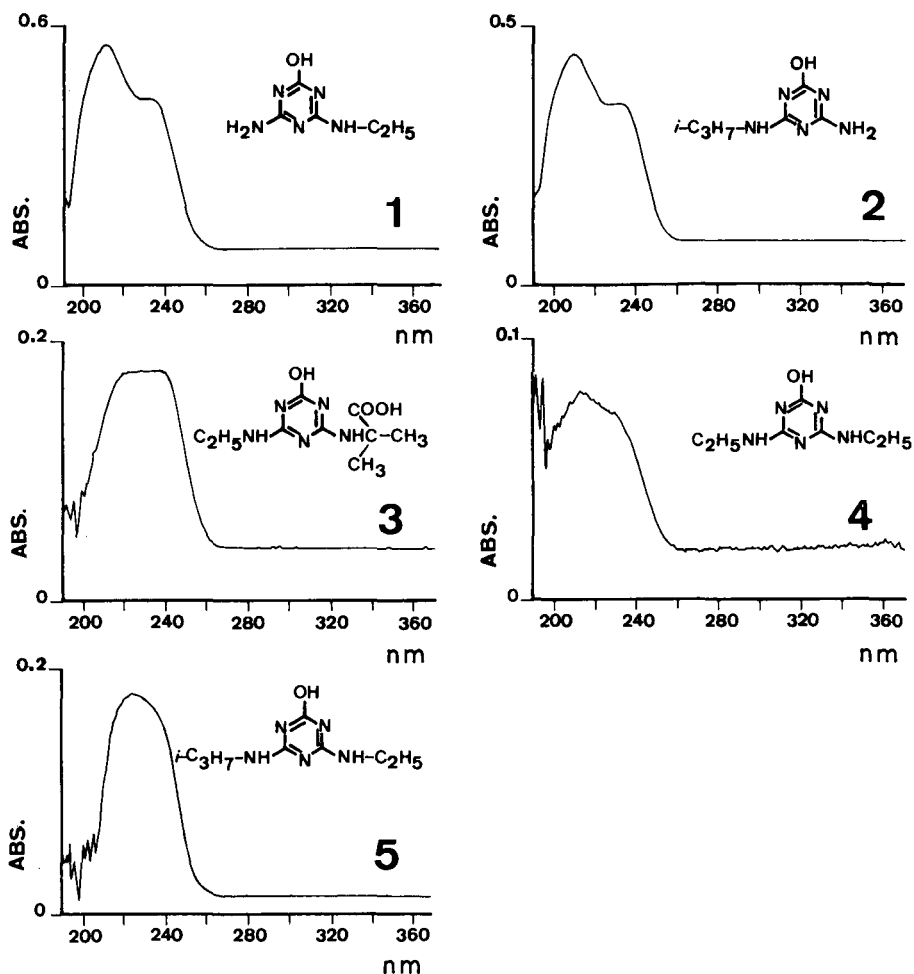 0.6
OH
N N
N
H₂N NH-C₂H₅
1
ABS.
0
200 240 280 320 360
nm
0.5
OH
N N
N
i-C₃H₇-NH NH₂
2
ABS.
0
200 240 280 320 360
nm
0.2
OH
N N COOH
N
C₂H₅NH NHC-CH₃
CH₃
3
ABS.
0
200 240 280 320 360
nm
0.1
OH
N N
N
C₂H₅NH NHC₂H₅
4
ABS.
0
200 240 280 320 360
nm
0.2
OH
N N
N
i-C₃H₇-NH NH-C₂H₅
5
ABS.
0
200 240 280 320 360
nm